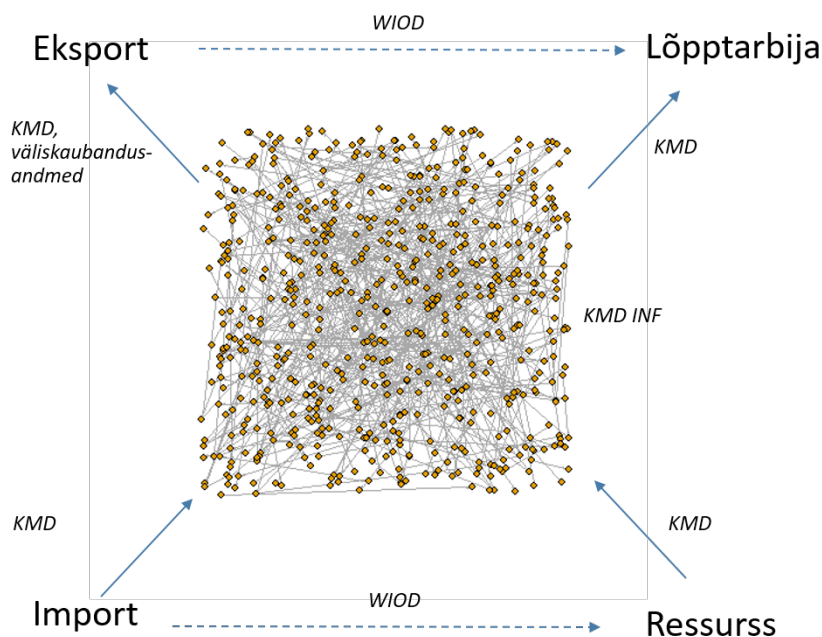 WIOD
Eksport
Lõpptarbija
KMD,
väliskaubandus-
andmed
KMD
KMD INF
KMD
KMD
WIOD
Import
Ressurss